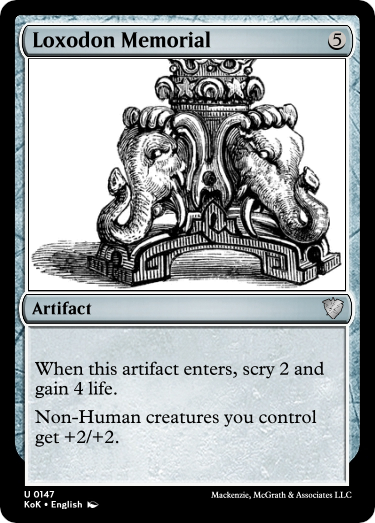 Loxodon Memorial 5
Artifact
When this artifact enters, scry 2 and
gain 4 life.
Non-Human creatures you control
get +2/+2.
U 0147
KoK • English
Mackenzie, McGrath & Associates LLC